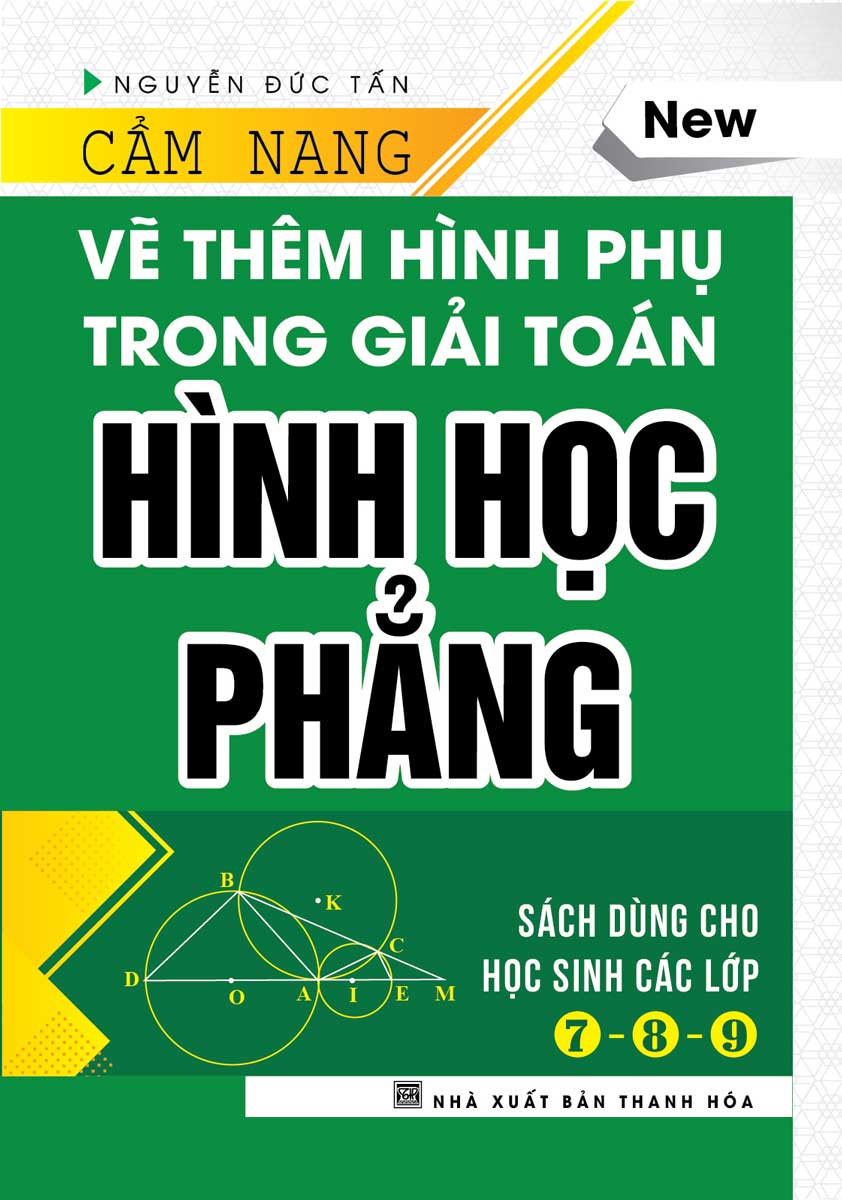 NGUYỄN ĐỨC TẤN
CẨM NANG
New
VẼ THÊM HÌNH PHỤ
TRONG GIẢI TOÁN
HÌNH HỌC
PHẲNG
B
K
C
D
O
A
I
E
M
SÁCH DÙNG CHO
HỌC SINH CÁC LỚP
7 - 8 - 9
NHÀ XUẤT BẢN THANH HÓA